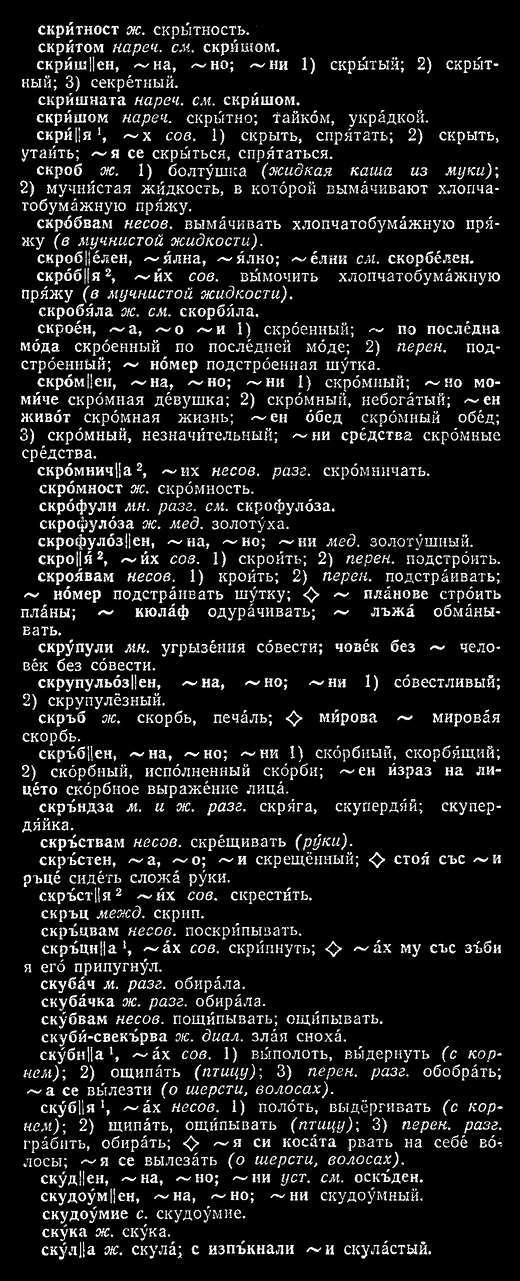 скри́тност ж. скры́тность.
скри́том нареч. см. скри́шом.
скри́ш||ен, ~на, ~но; ~ни 1) скры́тый; 2) скры́т-
ный; 3) секре́тный.
скри́шната нареч. см. скри́шом.
скри́шом нареч. скры́тно; тайко́м, укра́дкой.
скри́||я¹, ~х сов. 1) скрыть, спря́тать; 2) скрыть,
утаи́ть; ~я се скры́ться, спря́таться.
скроб ж. 1) болту́шка (жидкая каша из муки);
2) мучни́стая жи́дкость, в кото́рой выма́чивают хлопча-
тобума́жную пря́жу.
скро́бвам несов. выма́чивать хлопчатобума́жную пря́-
жу (в мучнистой жидкости).
скроб||е́лен, ~я́лна, ~я́лно; ~е́лни см. скорбе́лен.
скро́б||я², ~и́х сов. вы́мочить хлопчатобума́жную
пря́жу (в мучнистой жидкости).
скробя́ла ж. см. скорбя́ла.
скрое́н, ~а, ~о ~и 1) скро́енный; ~ по после́дна
мо́да скро́енный по после́дней мо́де; 2) перен. под-
стро́енный; ~ но́мер подстро́енная шу́тка.
скро́м||ен, ~на, ~но; ~ни 1) скро́мный; ~но мо-
ми́че скро́мная де́вушка; 2) скро́мный, небога́тый; ~ен
живо́т скро́мная жизнь; ~ен о́бед скро́мный обе́д;
3) скро́мный, незначи́тельный; ~ни сре́дства скро́мные
сре́дства.
скро́мнич||а², ~их несов. разг. скро́мничать.
скро́мност ж. скро́мность.
скро́фули мн. разг. см. скрофуло́за.
скрофуло́за ж. мед. золоту́ха.
скрофуло́з||ен, ~на, ~но; ~ни мед. золоту́шный.
скро||я́², ~и́х сов. 1) скрои́ть; 2) перен. подстро́ить.
скроя́вам несов. 1) крои́ть; 2) перен. подстра́ивать;
~ но́мер подстра́ивать шу́тку; ◇ ~ пла́нове стро́ить
пла́ны; ~ кюла́ф одура́чивать; ~ лъжа́ обма́ны-
вать.
скру́пули мн. угрызе́ния со́вести; чове́к без ~ чело-
ве́к без со́вести.
скрупульо́з||ен, ~на, ~но; ~ни 1) со́вестливый;
2) скрупулёзный.
скръб ж. скорбь, печа́ль; ◇ ми́рова ~ мирова́я
скорбь.
скръ́б||ен, ~на, ~но; ~ни 1) ско́рбный, скорбя́щий;
2) ско́рбный, испо́лненный ско́рби; ~ен и́зраз на ли-
це́то ско́рбное выраже́ние лица́.
скръ́ндза м. и ж. разг. скря́га, скупердя́й; скупер-
дя́йка.
скръ́ствам несов. скре́щивать (ру́ки).
скръ́стен, ~а, ~о; ~и скрещённый; ◇ стоя́ със ~и
ръце́ сиде́ть сложа́ ру́ки.
скръ́ст||я² ~и́х сов. скрести́ть.
скръц межд. скрип.
скръ́цвам несов. поскри́пывать.
скръ́цн||а¹, ~ах сов. скри́пнуть; ◇ ~ах му със зъ́би
я его́ припугну́л.
скуба́ч м. разг. обира́ла.
скуба́чка ж. разг. обира́ла.
ску́бвам несов. пощи́пывать; ощи́пывать.
скуби́-свекъ́рва ж. диал. зла́я сноха́.
ску́бн||а¹, ~ах сов. 1) вы́полоть, вы́дернуть (с кор-
нем); 2) ощипа́ть (птицу); 3) перен. разг. обобра́ть;
~а се вы́лезти (о шерсти, волосах).
ску́б||я¹, ~ах несов. 1) поло́ть, выдёргивать (с кор-
нем); 2) щипа́ть, ощи́пывать (птицу); 3) перен. разг.
гра́бить, обира́ть; ◇ ~я си коса́та рвать на себе́ во́-
лосы; ~я се вылеза́ть (о шерсти, волосах).
ску́д||ен, ~на, ~но; ~ни уст. см. оскъ́ден.
скудоу́м||ен, ~на, ~но; ~ни скудоу́мный.
скудоу́мие с. скудоу́мие.
ску́ка ж. ску́ка.
ску́л||а ж. скула́; с изпъ́кнали ~и скула́стый.